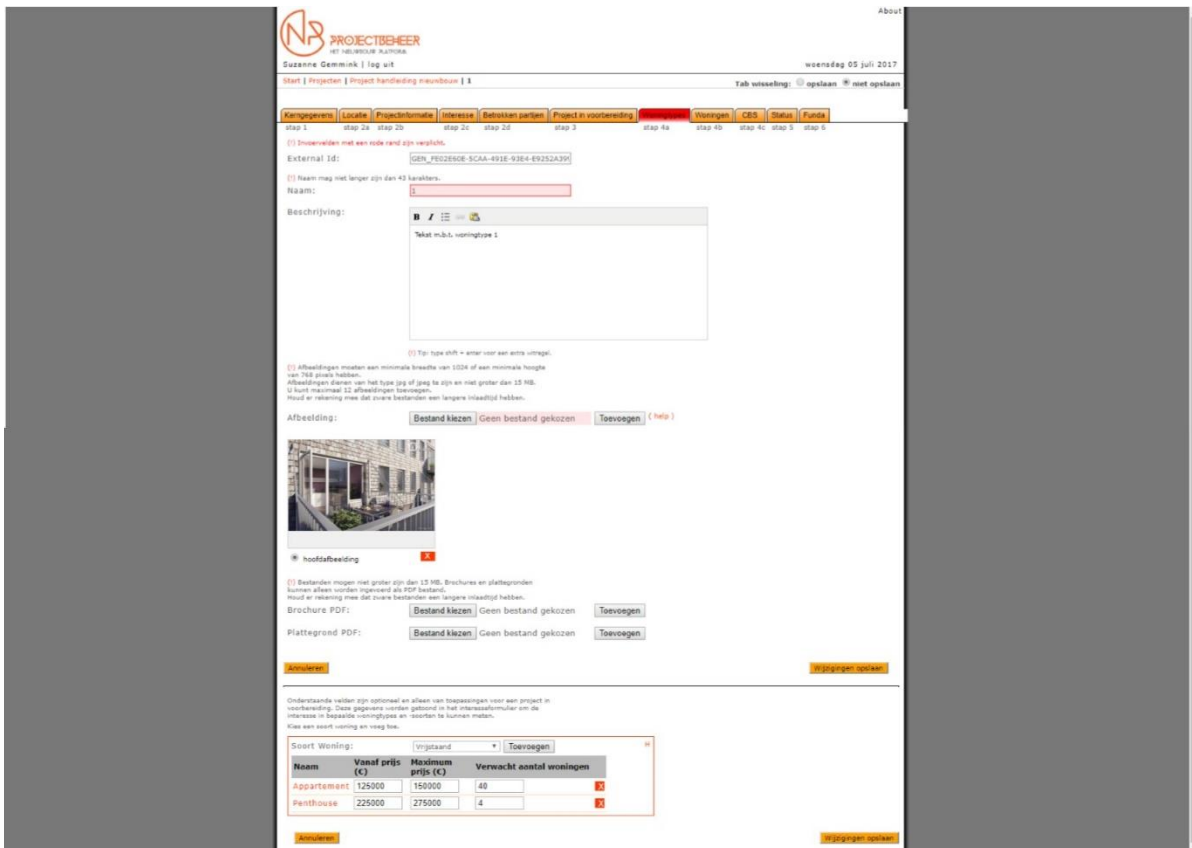 About
NP PROJECTBEHEER
HET NIEUWBOUW PLATFORM
Suzanne Gemmink | log uit
woensdag 05 juli 2017
Start | Projecten | Project handleiding nieuwbouw | 1
Tab wisseling: opslaan niet opslaan
Kerngegevens Locatie Projectinformatie Interesse Betrokken partijen Project in voorbereiding Woningtypes Woningen CBS Status Funda
stap 1 stap 2a stap 2b stap 2c stap 2d stap 3 stap 4a stap 4b stap 4c stap 5 stap 6
(!) Invoervelden met een rode rand zijn verplicht.
External Id: GEN_FE02E60E-5CAA-491E-93E4-E9252A39
(!) Naam mag niet langer zijn dan 43 karakters.
Naam: 1
Beschrijving:
B I
Tekst m.b.t. woningtype 1
(!) Tip: type shift + enter voor een extra witregel.
(!) Afbeeldingen moeten een minimale breedte van 1024 of een minimale hoogte
van 768 pixels hebben.
Afbeeldingen dienen van het type jpg of jpeg te zijn en niet groter dan 15 MB.
U kunt maximaal 12 afbeeldingen toevoegen.
Houd er rekening mee dat zware bestanden een langere inlaadtijd hebben.
Afbeelding: Bestand kiezen Geen bestand gekozen Toevoegen ( help )
hoofdafbeelding X
(!) Bestanden mogen niet groter zijn dan 15 MB. Brochures en plattegronden
kunnen alleen worden ingevoerd als PDF bestand.
Houd er rekening mee dat zware bestanden een langere inlaadtijd hebben.
Brochure PDF: Bestand kiezen Geen bestand gekozen Toevoegen
Plattegrond PDF: Bestand kiezen Geen bestand gekozen Toevoegen
Annuleren Wijzigingen opslaan
Onderstaande velden zijn optioneel en alleen van toepassingen voor een project in
voorbereiding. Deze gegevens worden getoond in het interesseformulier om de
interesse in bepaalde woningtypes en -soorten te kunnen meten.
Kies een soort woning en voeg toe.
Soort Woning: Vrijstaand Toevoegen
Naam Vanaf prijs (€) Maximum prijs (€) Verwacht aantal woningen
Appartement 125000 150000 40 X
Penthouse 225000 275000 4 X
Annuleren Wijzigingen opslaan